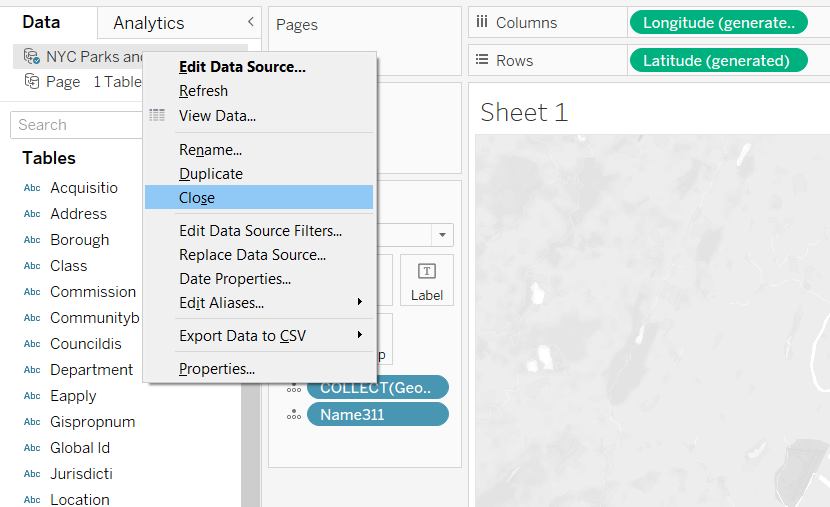 Data
Analytics
Pages
Columns
Longitude (generate..
Rows
Latitude (generated)
NYC Parks and
Page 1 Table
Search
Tables
Abc Acquisitio
Abc Address
Abc Borough
Abc Class
Abc Commission
Abc Communityb
Abc Councildis
Abc Department
Abc Eapply
Abc Gispropnum
Abc Global Id
Abc Jurisdicti
Abc Location
Edit Data Source...
Refresh
View Data...
Rename...
Duplicate
Close
Edit Data Source Filters...
Replace Data Source...
Date Properties...
Edit Aliases...
Export Data to CSV
Properties...
T
Label
p
COLLECT(Geo..
Name311
Sheet 1